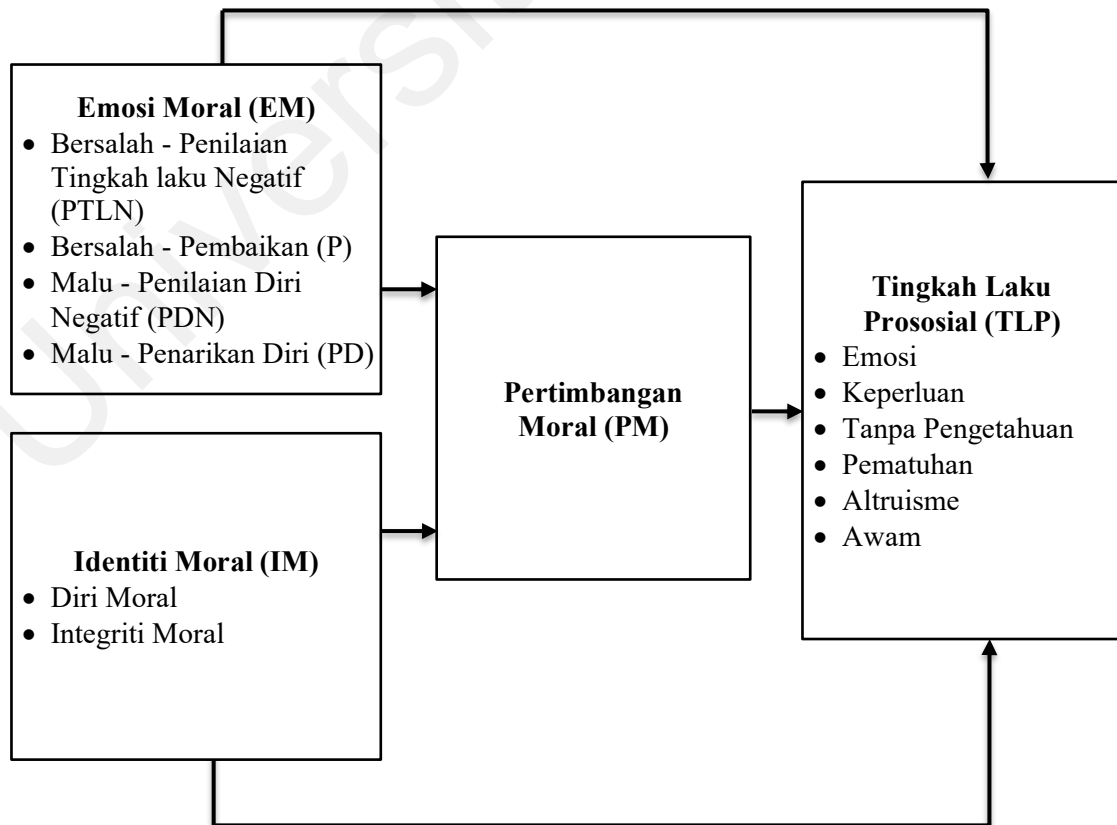 Emosi Moral (EM)
• Bersalah - Penilaian
Tingkah laku Negatif
(PTLN)
• Bersalah - Pembaikan (P)
• Malu - Penilaian Diri
Negatif (PDN)
• Malu - Penarikan Diri (PD)
Identiti Moral (IM)
• Diri Moral
• Integriti Moral
Pertimbangan
Moral (PM)
Tingkah Laku
Prososial (TLP)
• Emosi
• Keperluan
• Tanpa Pengetahuan
• Pematuhan
• Altruisme
• Awam